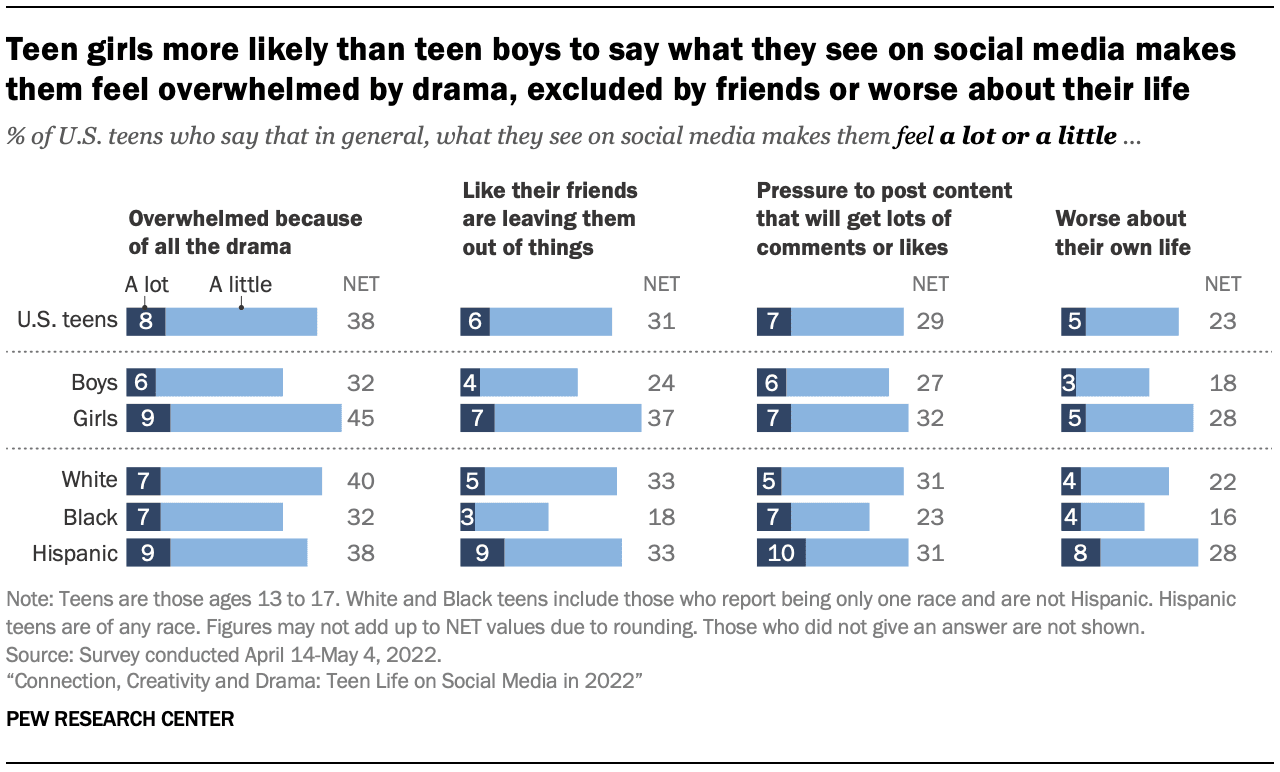 Teen girls more likely than teen boys to say what they see on social media makes
them feel overwhelmed by drama, excluded by friends or worse about their life
% of U.S. teens who say that in general, what they see on social media makes them feel a lot or a little ...
Overwhelmed because
of all the drama
Like their friends
are leaving them
out of things
Pressure to post content
that will get lots of
comments or likes
Worse about
their own life
A lot A little NET NET NET NET
U.S. teens 8 38 6 31 7 29 5 23
Boys 6 32 4 24 6 27 3 18
Girls 9 45 7 37 7 32 5 28
White 7 40 5 33 5 31 4 22
Black 7 32 3 18 7 23 4 16
Hispanic 9 38 9 33 10 31 8 28
Note: Teens are those ages 13 to 17. White and Black teens include those who report being only one race and are not Hispanic. Hispanic
teens are of any race. Figures may not add up to NET values due to rounding. Those who did not give an answer are not shown.
Source: Survey conducted April 14-May 4, 2022.
“Connection, Creativity and Drama: Teen Life on Social Media in 2022”
PEW RESEARCH CENTER